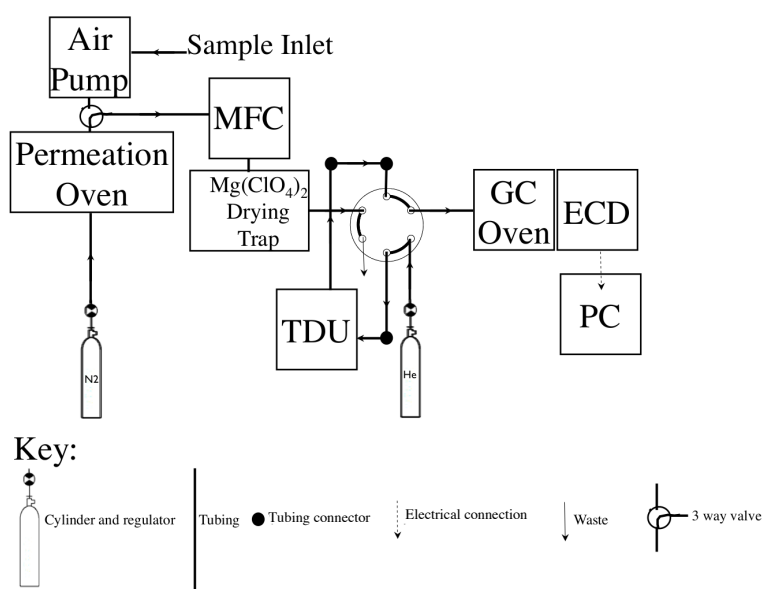 Air
Pump
Sample Inlet
MFC
Permeation
Oven
Mg(ClO₄)₂
Drying
Trap
GC
Oven
ECD
TDU
PC
N2
He
Key:
Cylinder and regulator
Tubing
Tubing connector
Electrical connection
Waste
3 way valve